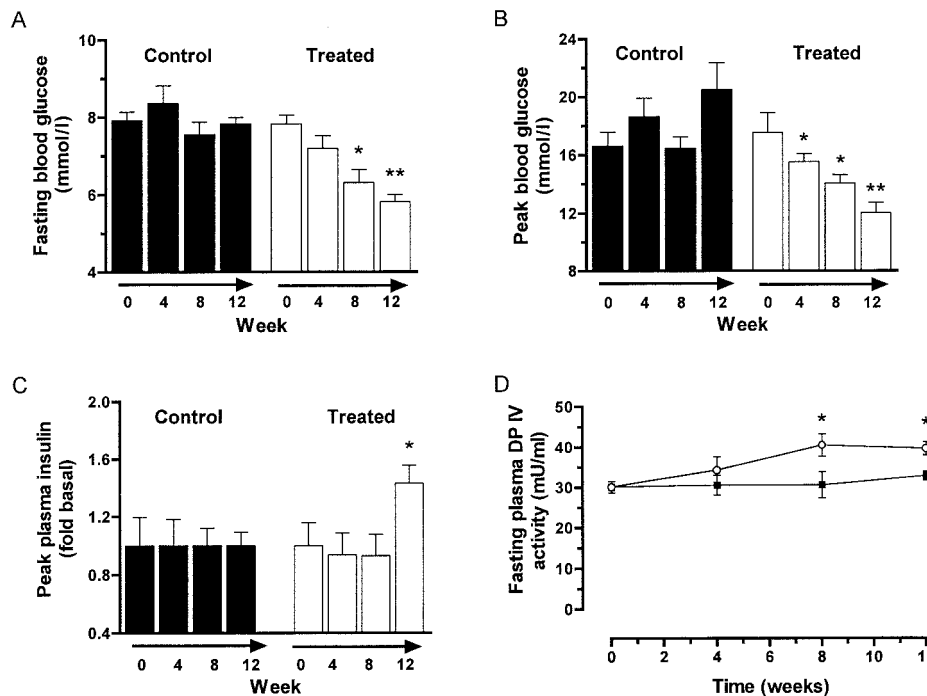 A
Control
Treated
Fasting blood glucose
(mmol/l)
10
8
6
4
*
**
0 4 8 12 0 4 8 12
Week
B
Control
Treated
Peak blood glucose
(mmol/l)
24
20
16
12
8
*
*
**
0 4 8 12 0 4 8 12
Week
C
Control
Treated
Peak plasma insulin
(fold basal)
2.0
1.6
1.2
0.8
0.4
*
0 4 8 12 0 4 8 12
Week
D
Fasting plasma DP IV
activity (mU/ml)
50
40
30
20
10
0
*
*
0 2 4 6 8 10 1
Time (weeks)